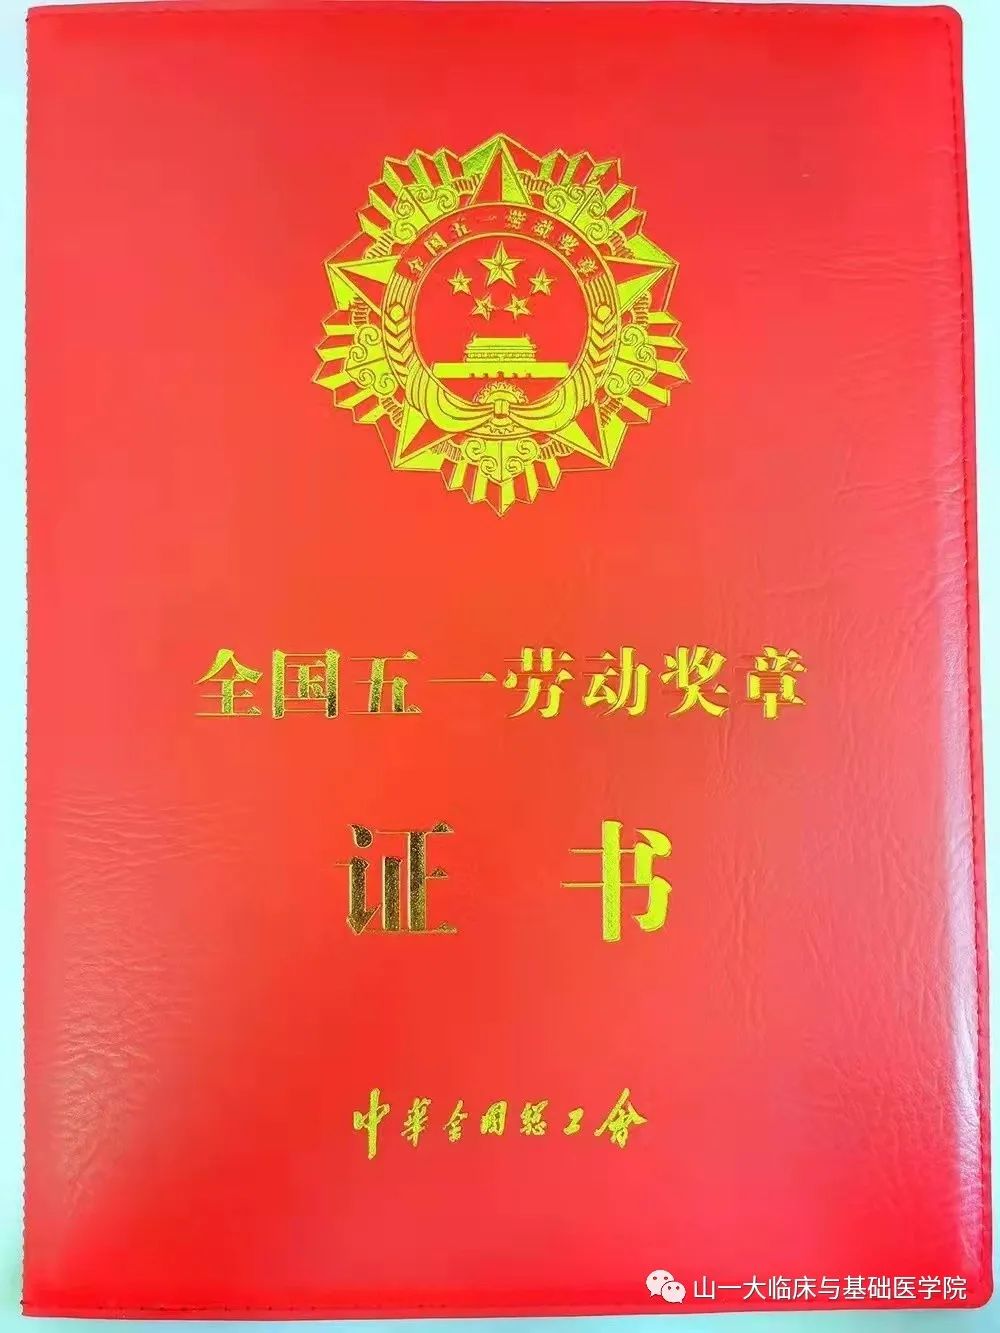 全国五一劳动奖章
全国五一劳动奖章
证书
中华全国总工会
山一大临床与基础医学院